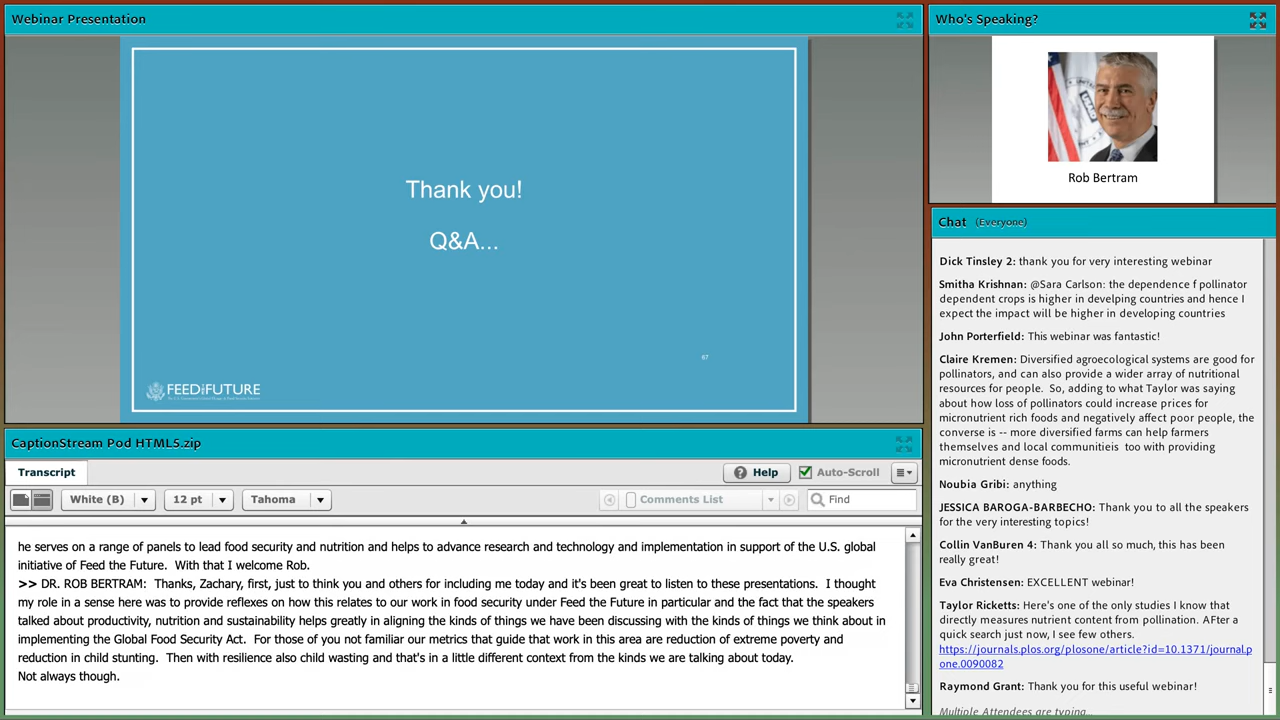 Webinar Presentation
Thank you!
Q&A...
67
FEEDtheFUTURE
Who's Speaking?
Rob Bertram
Chat (Everyone)
Dick Tinsley 2: thank you for very interesting webinar
Smitha Krishnan: @Sara Carlson: the dependence f pollinator
dependent crops is higher in develping countries and hence I
expect the impact will be higher in developing countries
John Porterfield: This webinar was fantastic!
Claire Kremen: Diversified agroecological systems are good for
pollinators, and can also provide a wider array of nutritional
resources for people. So, adding to what Taylor was saying
about how loss of pollinators could increase prices for
micronutrient rich foods and negatively affect poor people, the
converse is -- more diversified farms can help farmers
themselves and local communitieis too with providing
micronutrient dense foods.
Noubia Gribi: anything
JESSICA BAROGA-BARBECHO: Thank you to all the speakers
for the very interesting topics!
Collin VanBuren 4: Thank you all so much, this has been
really great!
Eva Christensen: EXCELLENT webinar!
Taylor Ricketts: Here's one of the only studies I know that
directly measures nutrient content from pollination. AFter a
quick search just now, I see few others.
https://journals.plos.org/plosone/article?id=10.1371/journal.p
one.0090082
Raymond Grant: Thank you for this useful webinar!
Multiple Attendees are typing...
CaptionStream Pod HTML5.zip
Transcript
Help
Auto-Scroll
White (B)
12 pt
Tahoma
Comments List
Find
he serves on a range of panels to lead food security and nutrition and helps to advance research and technology and implementation in support of the U.S. global
initiative of Feed the Future. With that I welcome Rob.
>> DR. ROB BERTRAM: Thanks, Zachary, first, just to think you and others for including me today and it's been great to listen to these presentations. I thought
my role in a sense here was to provide reflexes on how this relates to our work in food security under Feed the Future in particular and the fact that the speakers
talked about productivity, nutrition and sustainability helps greatly in aligning the kinds of things we have been discussing with the kinds of things we think about in
implementing the Global Food Security Act. For those of you not familiar our metrics that guide that work in this area are reduction of extreme poverty and
reduction in child stunting. Then with resilience also child wasting and that's in a little different context from the kinds we are talking about today.
Not always though.